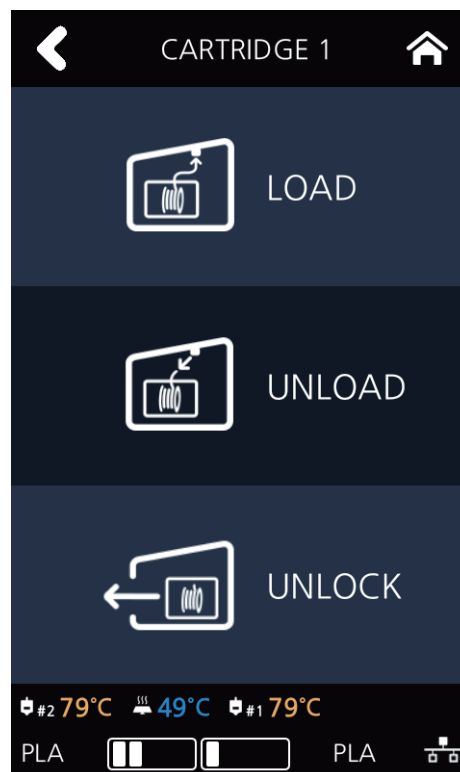 CARTRIDGE 1
LOAD
UNLOAD
UNLOCK
#2 79°C 49°C #1 79°C
PLA PLA